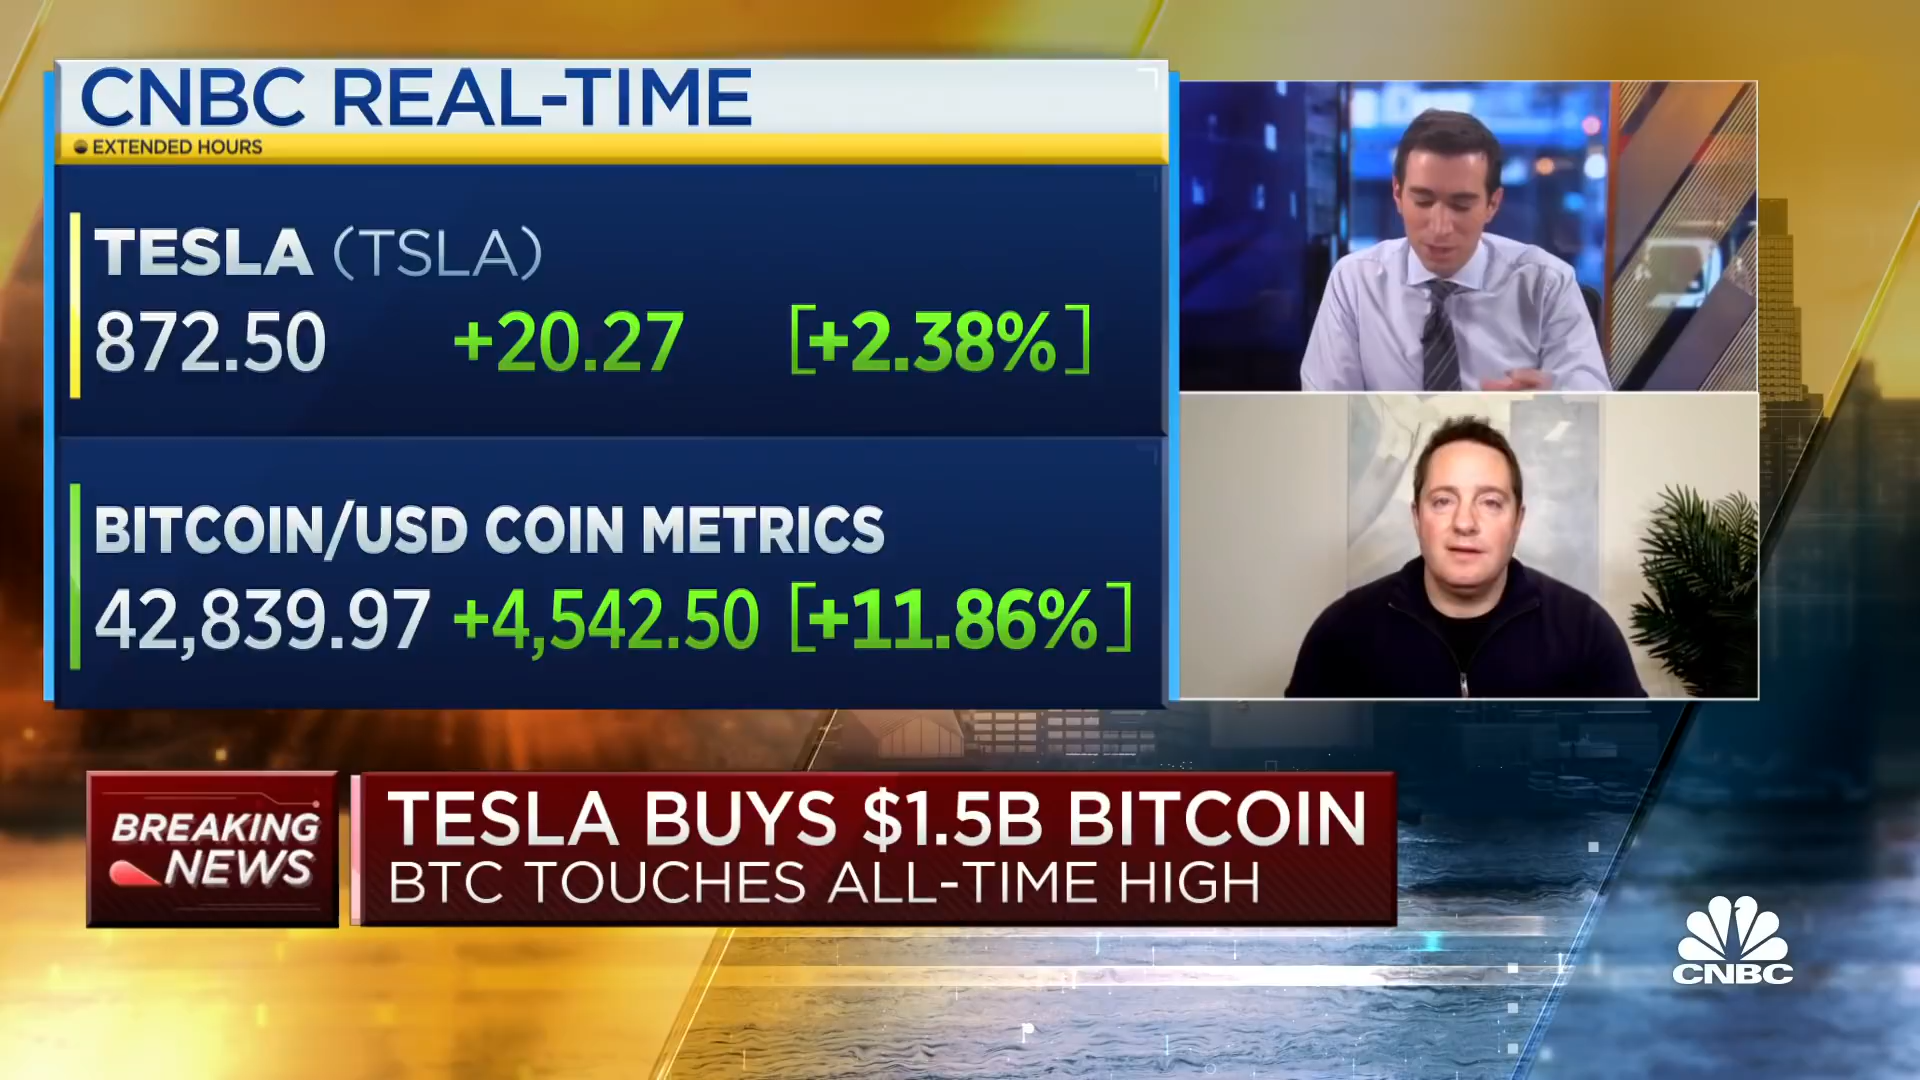 CNBC REAL-TIME
EXTENDED HOURS
TESLA (TSLA)
872.50 +20.27 [+2.38%]
BITCOIN/USD COIN METRICS
42,839.97 +4,542.50 [+11.86%]
BREAKING
NEWS
TESLA BUYS $1.5B BITCOIN
BTC TOUCHES ALL-TIME HIGH
CNBC